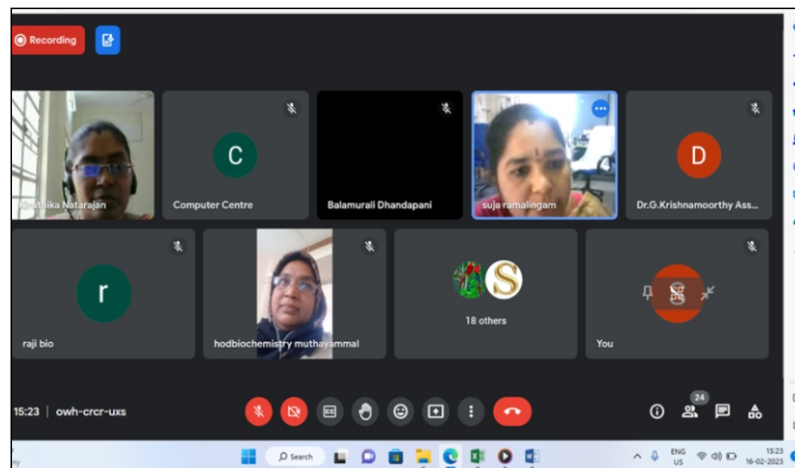 Recording
C
D
Natarajan
Computer Centre
Balamurali Dhandapani
suja ramalingam
Dr.G.Krishnamoorthy Ass...
r
S
18 others
raji bio
hodbiochemistry muthayammal
You
24
15:23 | owh-crcr-uxs
Search
ENG
US
15:23
16-02-2023